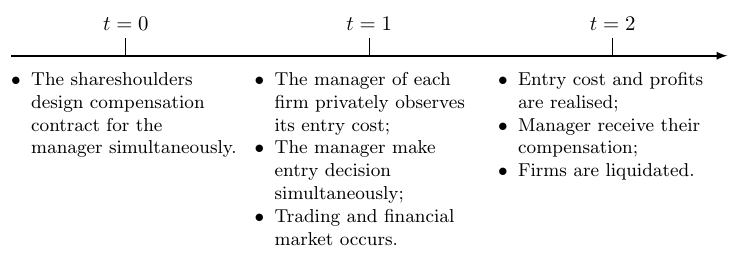 t = 0
t = 1
t = 2
• The shareshoulders
design compensation
contract for the
manager simultaneously.
• The manager of each
firm privately observes
its entry cost;
• The manager make
entry decision
simultaneously;
• Trading and financial
market occurs.
• Entry cost and profits
are realised;
• Manager receive their
compensation;
• Firms are liquidated.